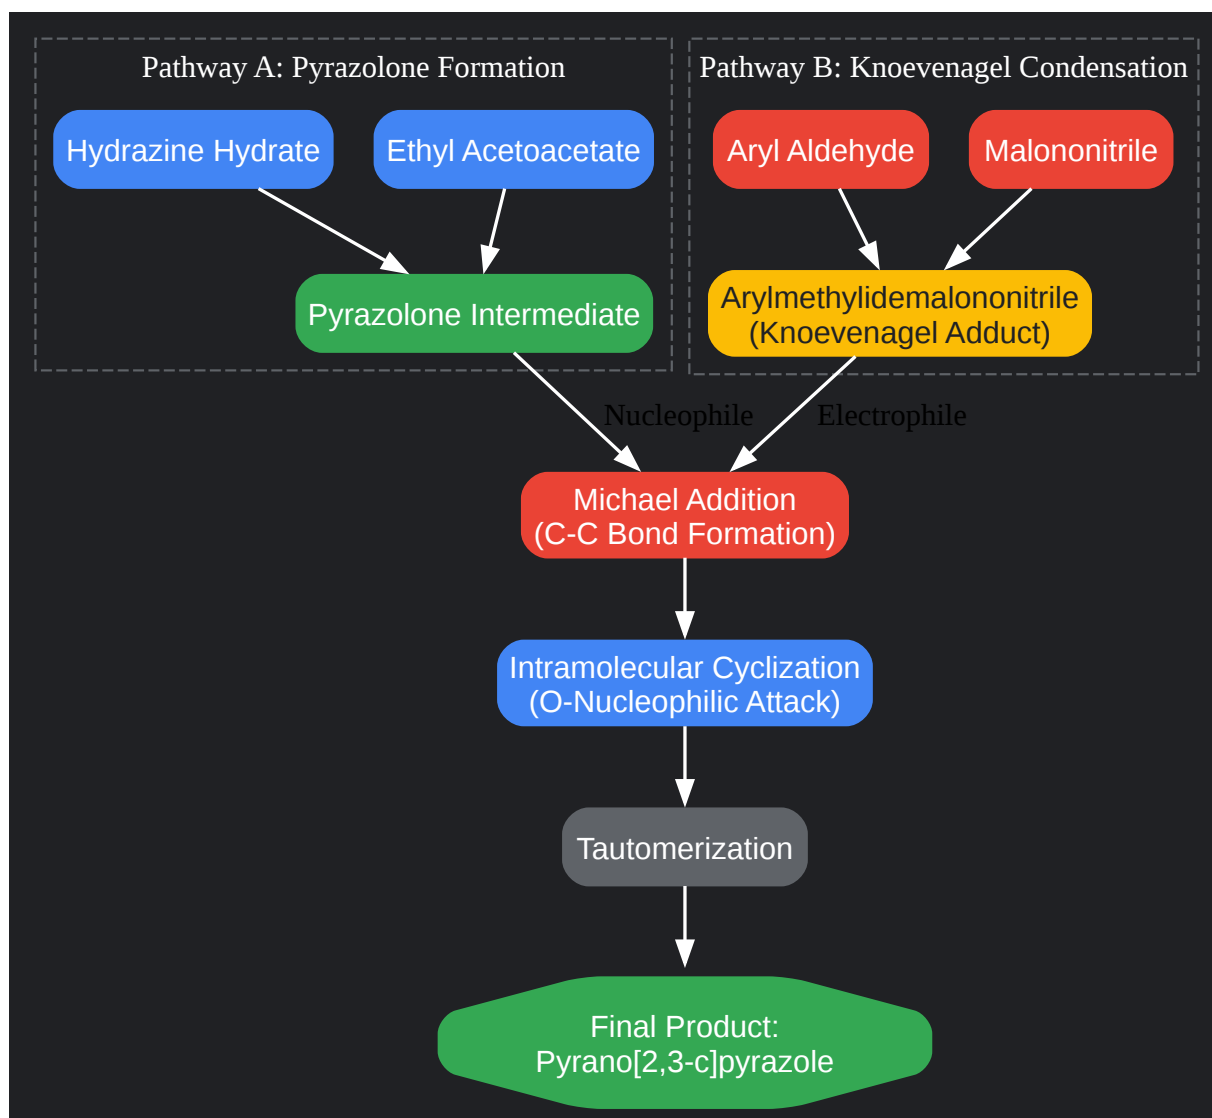 Pathway A: Pyrazolone Formation
Pathway B: Knoevenagel Condensation
Hydrazine Hydrate
Ethyl Acetoacetate
Aryl Aldehyde
Malononitrile
Pyrazolone Intermediate
Arylmethylidemalononitrile
(Knoevenagel Adduct)
Nucleophile
Electrophile
Michael Addition
(C-C Bond Formation)
Intramolecular Cyclization
(O-Nucleophilic Attack)
Tautomerization
Final Product:
Pyrano[2,3-c]pyrazole